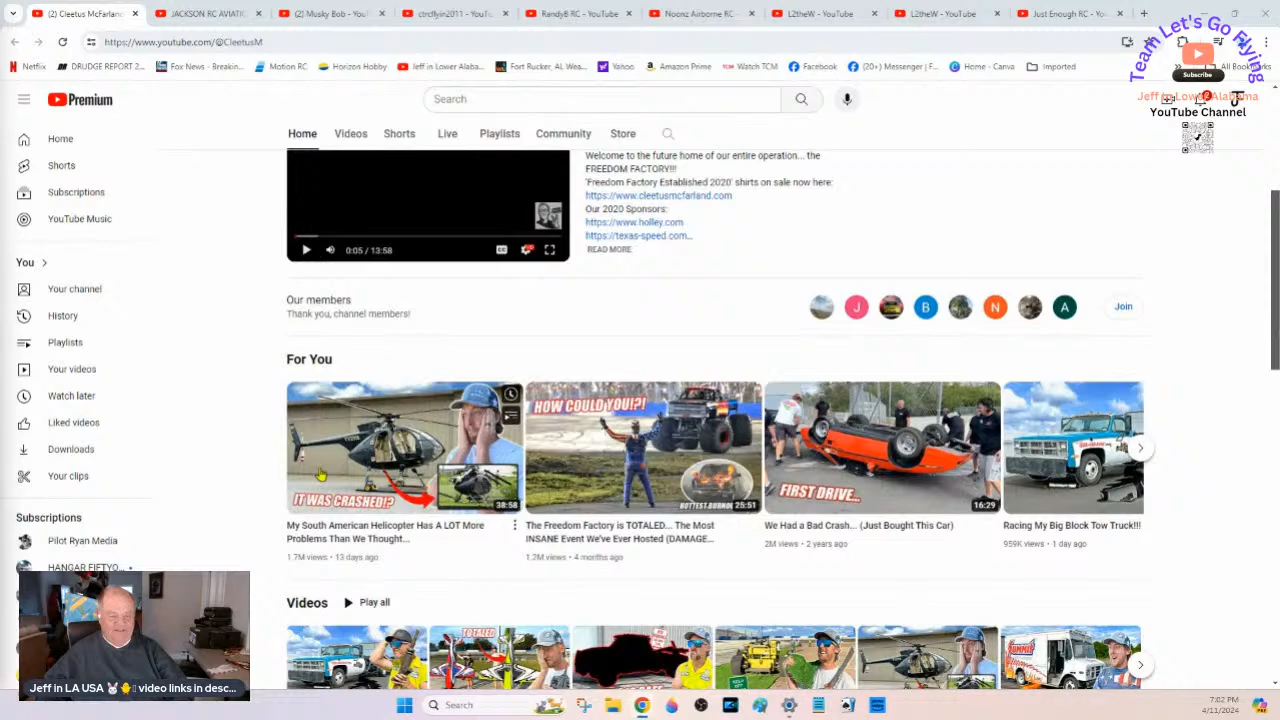 (2) CleetusM
JACKSON RC AVIATIO
(2) Musky Bob - YouTu
ctrcflyin2011 - YouTu
RandyB RC - YouTube
Noonz Airborne RC
L2theW - YouTube
L2theW - YouTube
Just Enough RC - You
https://www.youtube.com/@CleetusM
Netflix
DRUDGE REPORT 2...
Fox News - Breakin...
Motion RC
Horizon Hobby
Jeff in Lower Alabam...
Fort Rucker, AL Wea...
Yahoo
Amazon Prime
Watch TCM
Facebook
(20+) Messenger | F...
Home - Canva
Imported
All Bookmarks
Team Let's Go Flying
Subscribe
Jeff in Lower Alabama
YouTube Channel
Premium
Search
Home
Videos
Shorts
Live
Playlists
Community
Store
Home
Shorts
Subscriptions
YouTube Music
You
Your channel
History
Playlists
Your videos
Watch later
Liked videos
Downloads
Your clips
Subscriptions
Pilot Ryan Media
HANGAR FIFTYO...
0:05 / 13:58
Welcome to the future home of our entire operation... the
FREEDOM FACTORY!!!
'Freedom Factory Established 2020' shirts on sale now here:
https://www.cleetusmcfarland.com
Our 2020 Sponsors:
https://www.holley.com
https://texas-speed.com...
READ MORE
Our members
Thank you, channel members!
J
B
N
A
Join
For You
IT WAS CRASHED!?
38:58
HOW COULD YOU!?!
25:51
FIRST DRIVE...
16:29
My South American Helicopter Has A LOT More
Problems Than We Thought...
1.7M views • 13 days ago
The Freedom Factory is TOTALED... The Most
INSANE Event We've Ever Hosted (DAMAGE...
1.2M views • 4 months ago
We Had a Bad Crash... (Just Bought This Car)
2M views • 2 years ago
Racing My Big Block Tow Truck!!!
959K views • 1 day ago
Videos
Play all
TOTALED
Jeff in LA USA 🐰🐥 video links in desc...
Search
7:02 PM
4/11/2024